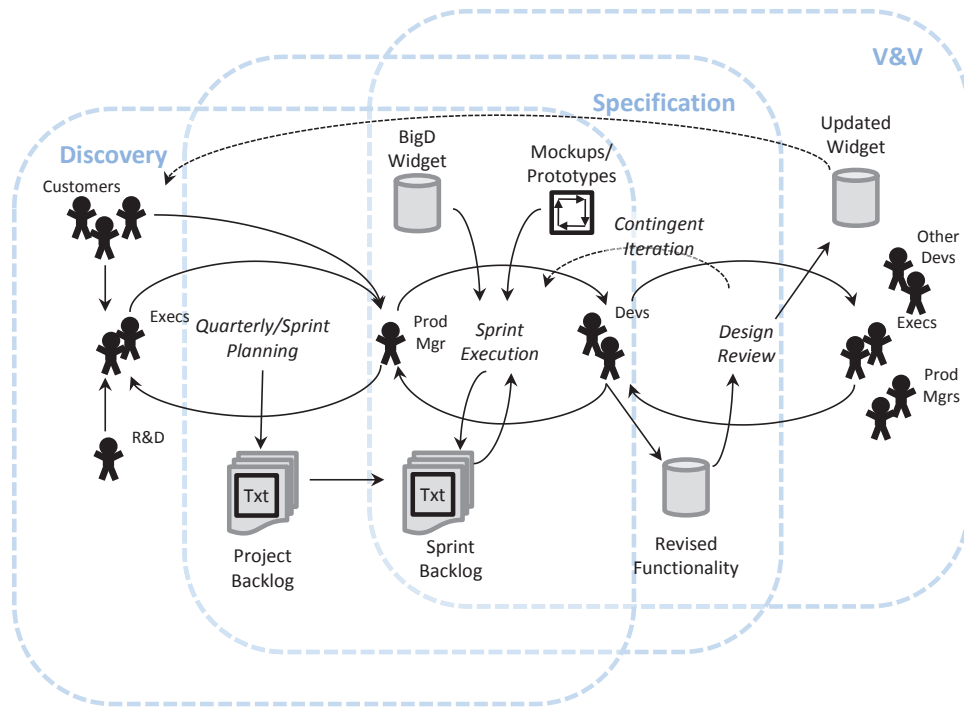 V&V
Specification
Discovery
Updated
Widget
BigD
Widget
Mockups/
Prototypes
Customers
Contingent
Iteration
Other
Devs
Execs
Quarterly/Sprint
Planning
Prod
Mgr
Sprint
Execution
Devs
Design
Review
Execs
Prod
Mgrs
R&D
Txt
Txt
Project
Backlog
Sprint
Backlog
Revised
Functionality